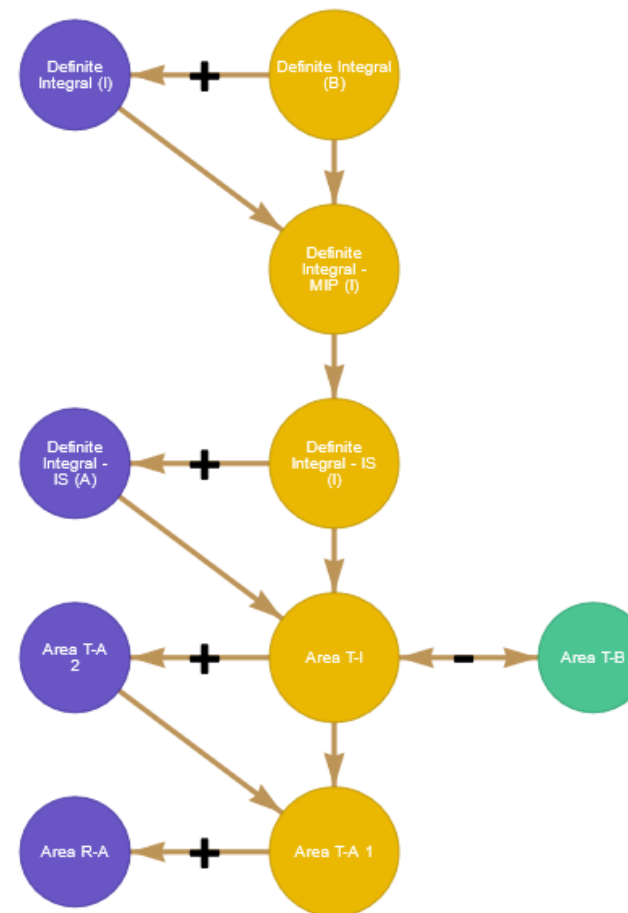 Definite
Integral (I)
+
Definite Integral
(B)
Definite
Integral -
MIP (I)
Definite
Integral -
IS (A)
+
Definite
Integral - IS
(I)
Area T-A
2
+
Area T-I
-
Area T-B
Area R-A
+
Area T-A 1